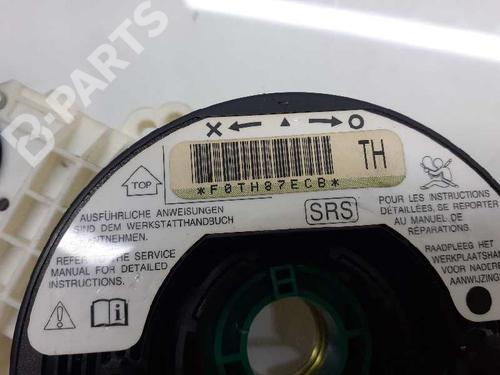 B-PARTS
TH
*F0TH87ECB*
TOP
SRS
AUSFÜHRLICHE ANWEISUNGEN
SIND DEM WERKSTATTHANDBUCH
ENTNEHMEN.
REFER TO THE SERVICE
MANUAL FOR DETAILED
INSTRUCTIONS.
POUR LES INSTRUCTIONS
DÉTAILLÉES, SE REPORTER
AU MANUEL DE
RÉPARATIONS.
RAADPLEEG HET
WERKPLAATSHAN
VOOR NADER
AANWIJZING